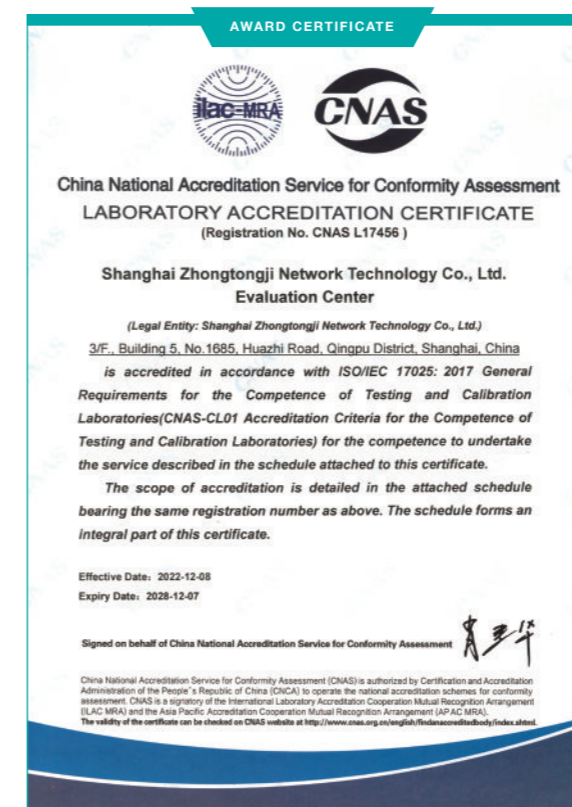 AWARD CERTIFICATE
ilac-MRA
CNAS
China National Accreditation Service for Conformity Assessment
LABORATORY ACCREDITATION CERTIFICATE
(Registration No. CNAS L17456 )
Shanghai Zhongtongji Network Technology Co., Ltd.
Evaluation Center
(Legal Entity: Shanghai Zhongtongji Network Technology Co., Ltd.)
3/F., Building 5, No.1685, Huazhi Road, Qingpu District, Shanghai, China
is accredited in accordance with ISO/IEC 17025: 2017 General
Requirements for the Competence of Testing and Calibration
Laboratories(CNAS-CL01 Accreditation Criteria for the Competence of
Testing and Calibration Laboratories) for the competence to undertake
the service described in the schedule attached to this certificate.
The scope of accreditation is detailed in the attached schedule
bearing the same registration number as above. The schedule forms an
integral part of this certificate.
Effective Date: 2022-12-08
Expiry Date: 2028-12-07
Signed on behalf of China National Accreditation Service for Conformity Assessment
China National Accreditation Service for Conformity Assessment (CNAS) is authorized by Certification and Accreditation
Administration of the People's Republic of China (CNCA) to operate the national accreditation schemes for conformity
assessment. CNAS is a signatory of the International Laboratory Accreditation Cooperation Mutual Recognition Arrangement
(ILAC MRA) and the Asia Pacific Accreditation Cooperation Mutual Recognition Arrangement (APAC MRA).
The validity of the certificate can be checked on CNAS website at http://www.cnas.org.cn/english/findanaccreditedbody/index.shtml.